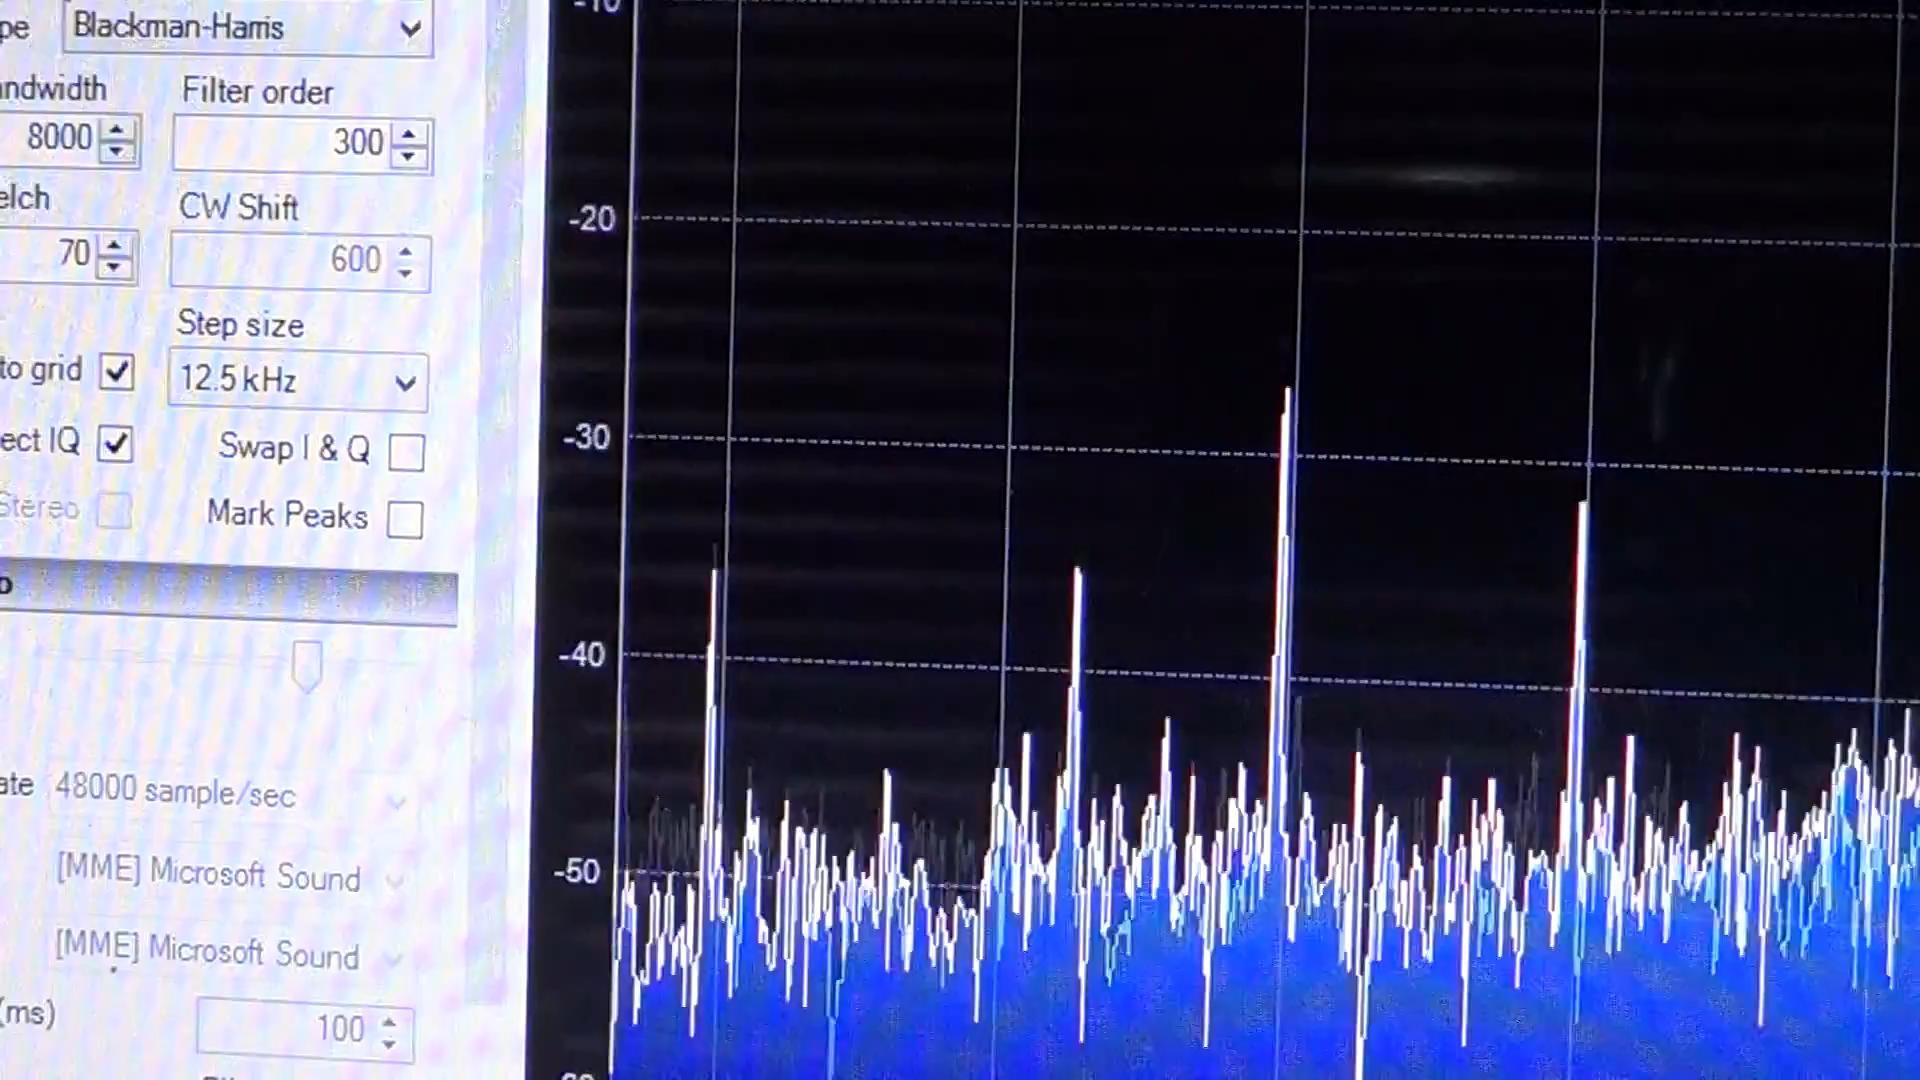 pe Blackman-Harris
andwidth Filter order
8000 300
elch CW Shift
70 600
Step size
to grid 12.5 kHz
ect IQ Swap I & Q
Stereo Mark Peaks
o
ate 48000 sample/sec
[MME] Microsoft Sound
[MME] Microsoft Sound
(ms) 100
-10
-20
-30
-40
-50